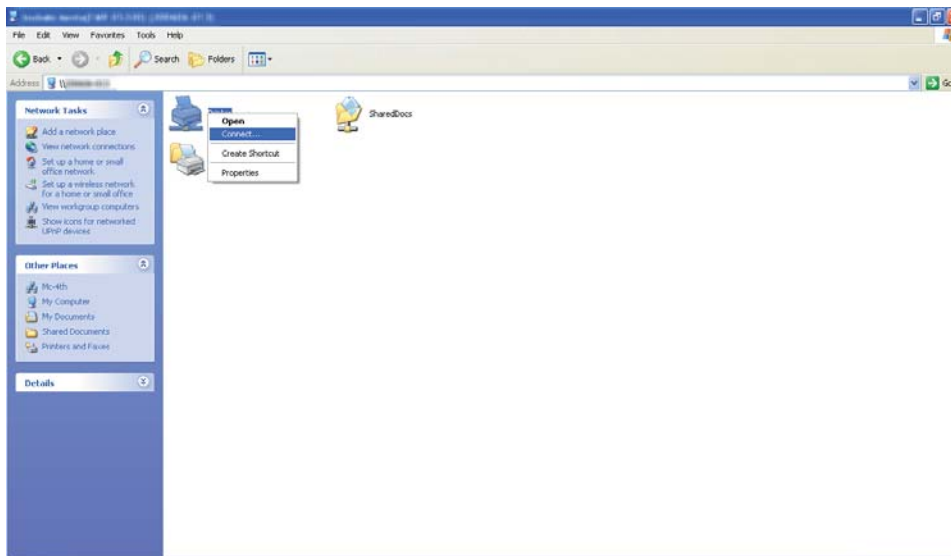 File Edit View Favorites Tools Help
Back Search Folders
Address \\ Go
Network Tasks
Add a network place
View network connections
Set up a home or small
office network
Set up a wireless network
for a home or small office
View workgroup computers
Show icons for networked
UPnP devices
Other Places
Mc-4th
My Computer
My Documents
Shared Documents
Printers and Faxes
Details
Open
Connect...
Create Shortcut
Properties
SharedDocs